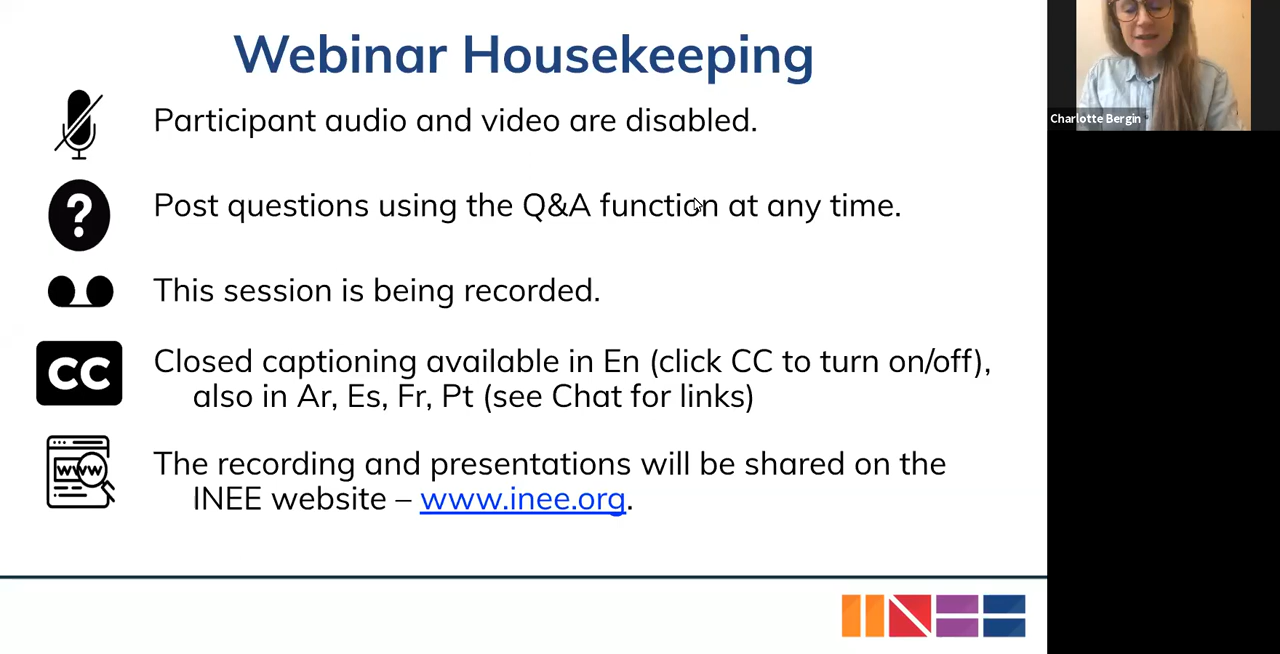 Webinar Housekeeping
Participant audio and video are disabled.
?
Post questions using the Q&A function at any time.
This session is being recorded.
CC
Closed captioning available in En (click CC to turn on/off),
also in Ar, Es, Fr, Pt (see Chat for links)
www
The recording and presentations will be shared on the
INEE website – www.inee.org.
INEE
Charlotte Bergin